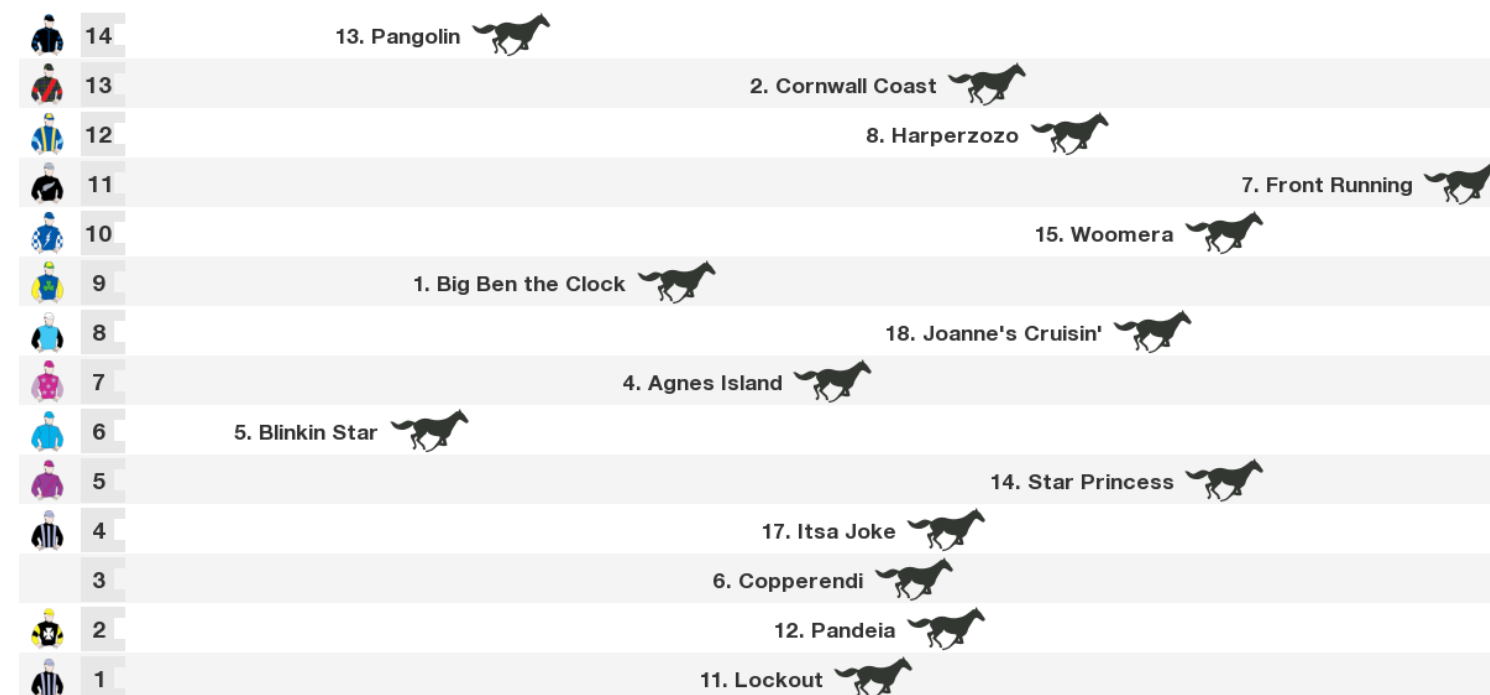 14 13. Pangolin
13 2. Cornwall Coast
12 8. Harperzozo
11 7. Front Running
10 15. Woomera
9 1. Big Ben the Clock
8 18. Joanne's Cruisin'
7 4. Agnes Island
6 5. Blinkin Star
5 14. Star Princess
4 17. Itsa Joke
3 6. Copperendi
2 12. Pandeia
1 11. Lockout